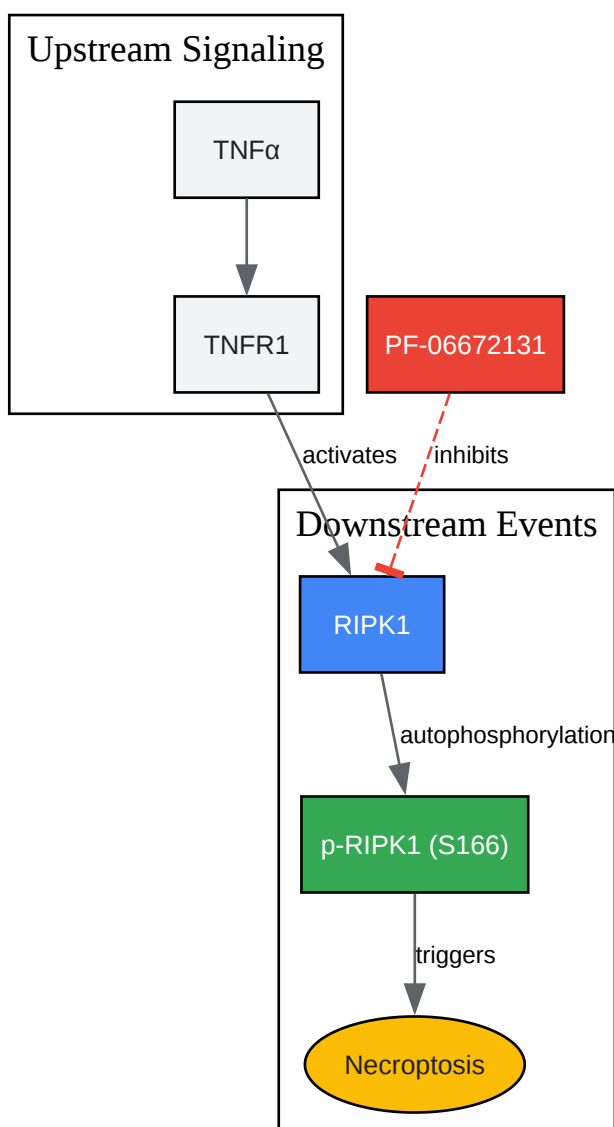 Upstream Signaling
TNFα
TNFR1
PF-06672131
activates
inhibits
Downstream Events
RIPK1
autophosphorylation
p-RIPK1 (S166)
triggers
Necroptosis